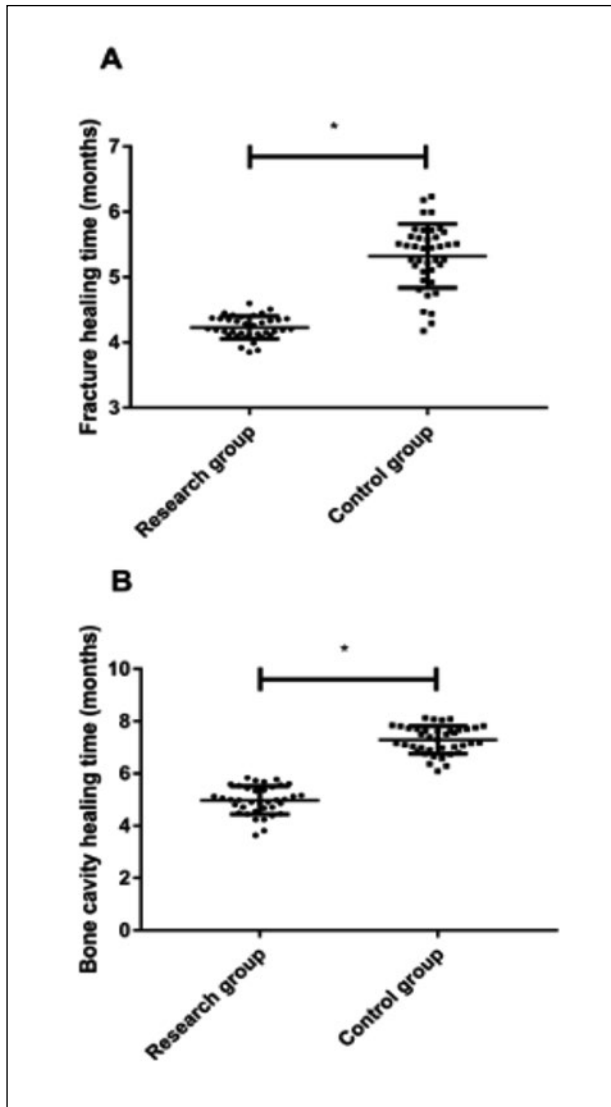 A
*
Fracture healing time (months)
7
6
5
4
3
Research group
Control group
B
*
Bone cavity healing time (months)
10
8
6
4
2
0
Research group
Control group